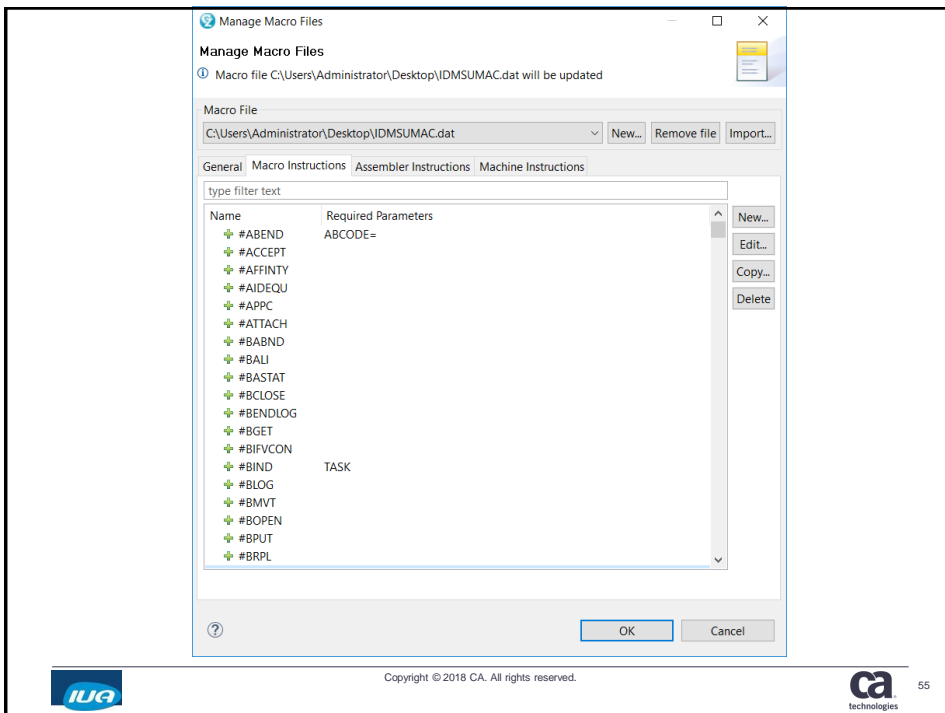 Manage Macro Files
Manage Macro Files
Macro file C:\Users\Administrator\Desktop\IDMSUMAC.dat will be updated
Macro File
C:\Users\Administrator\Desktop\IDMSUMAC.dat New... Remove file Import...
General Macro Instructions Assembler Instructions Machine Instructions
type filter text
Name Required Parameters New...
#ABEND ABCODE=
Edit...
#ACCEPT
#AFFINTY
Copy...
#AIDEQU
Delete
#APPC
#ATTACH
#BABND
#BALI
#BASTAT
#BCLOSE
#BENDLOG
#BGET
#BIFVCON
#BIND TASK
#BLOG
#BMVT
#BOPEN
#BPUT
#BRPL
OK Cancel
IUA
Copyright © 2018 CA. All rights reserved.
ca
technologies
55